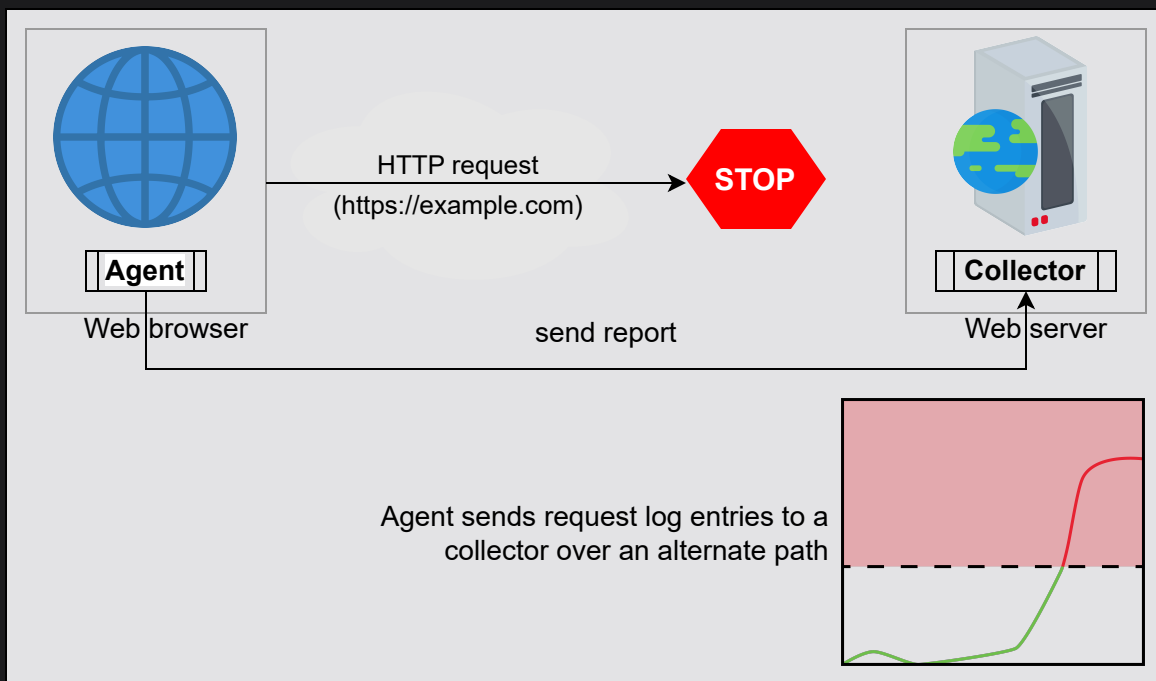 HTTP request
(https://example.com)
STOP
Agent
Collector
Web browser
Web server
send report
Agent sends request log entries to a
collector over an alternate path